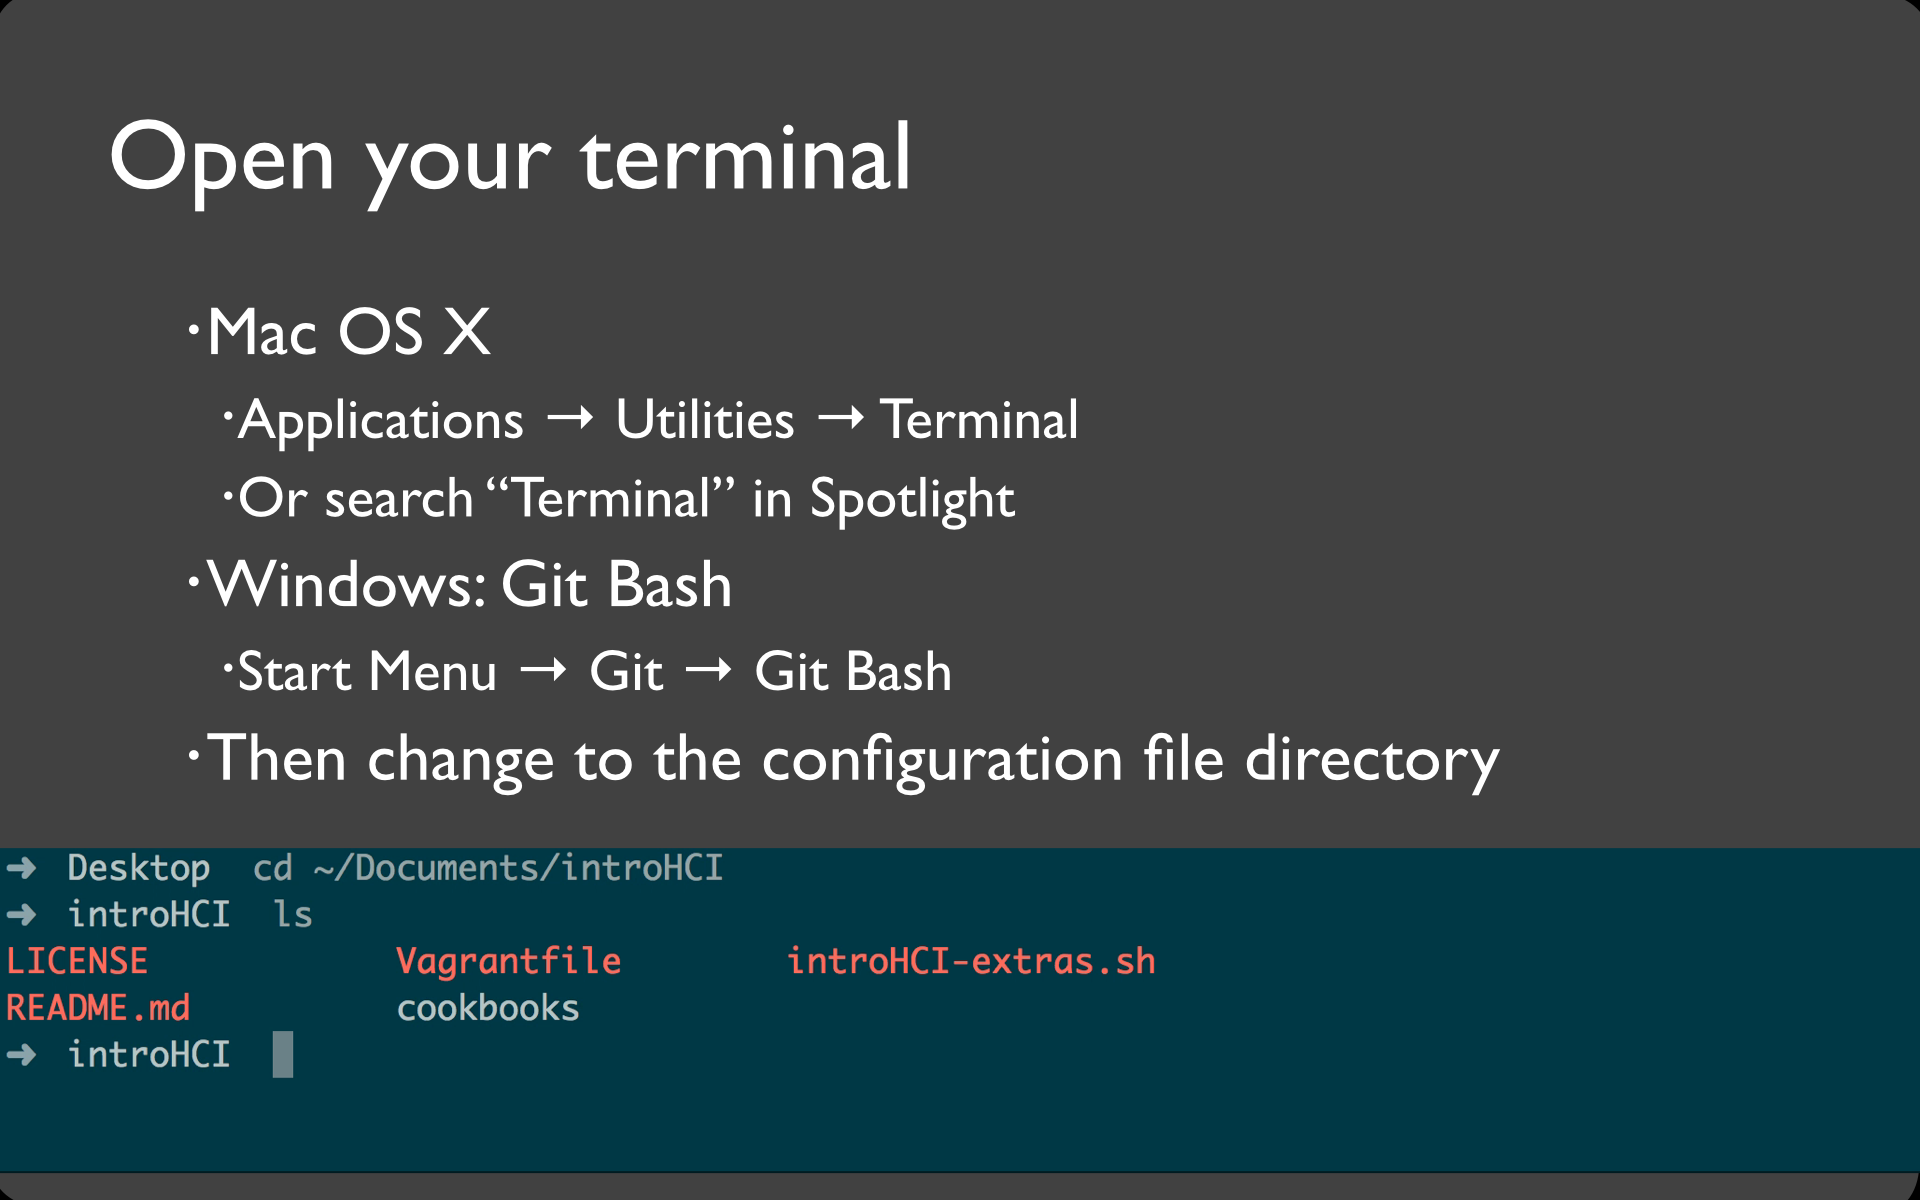 Open your terminal
·Mac OS X
·Applications → Utilities → Terminal
·Or search “Terminal” in Spotlight
·Windows: Git Bash
·Start Menu → Git → Git Bash
·Then change to the configuration file directory
➜ Desktop cd ~/Documents/introHCI
➜ introHCI ls
LICENSE Vagrantfile introHCI-extras.sh
README.md cookbooks
➜ introHCI